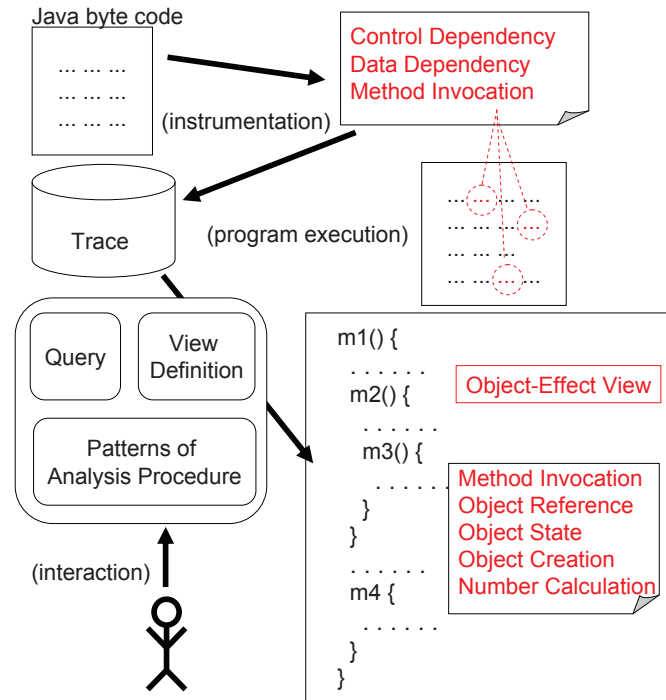 Java byte code
... ... ...
... ... ...
... ... ...
(instrumentation)
Control Dependency
Data Dependency
Method Invocation
Trace
(program execution)
... ... ... ...
... ... ... ...
... ... ...
... ... ... ...
Query
View
Definition
Patterns of
Analysis Procedure
(interaction)
m1() {
. . . . . .
m2() {
. . . . . .
m3() {
. . . . . .
}
}
. . . . . .
m4 {
. . . . . .
}
}
Object-Effect View
Method Invocation
Object Reference
Object State
Object Creation
Number Calculation